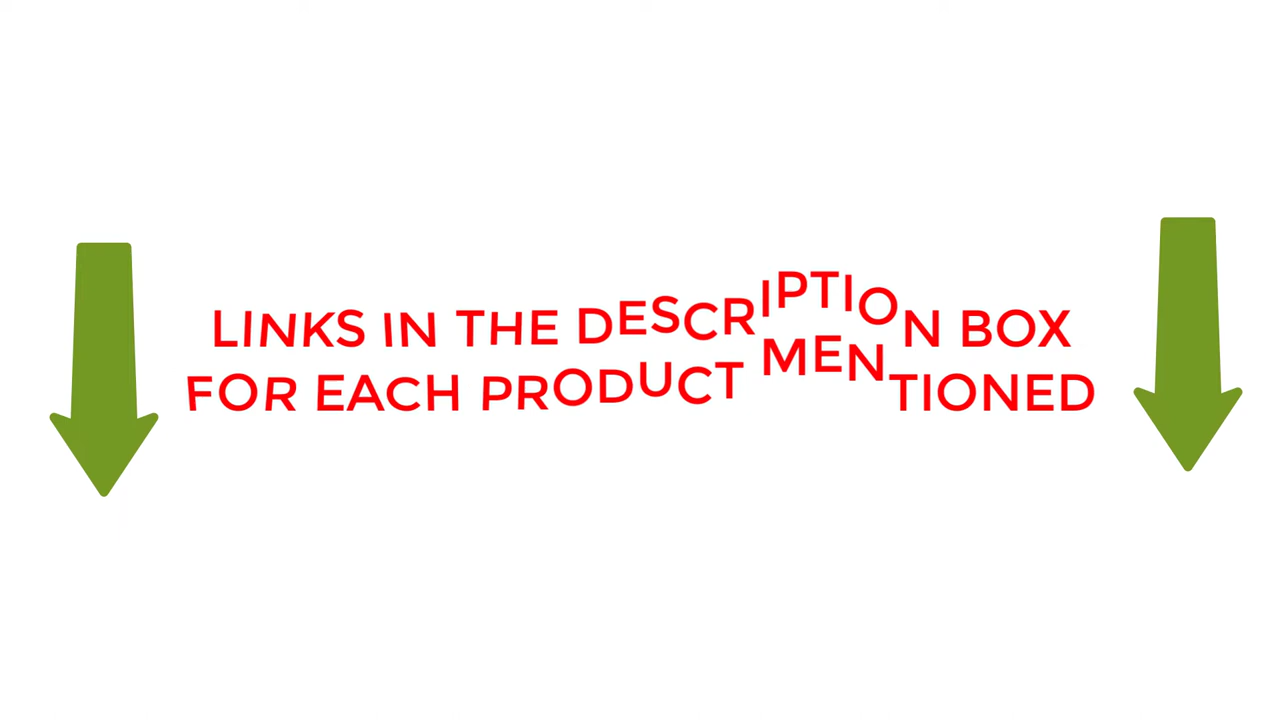 LINKS IN THE DESCRIPTION BOX
FOR EACH PRODUCT MENTIONED